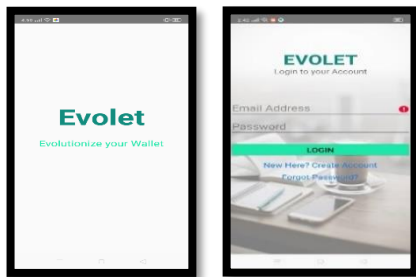 Evolet
Evolutionize your Wallet
EVOLET
Login to your Account
Email Address
Password
LOGIN
New Here? Create Account
Forgot Password?